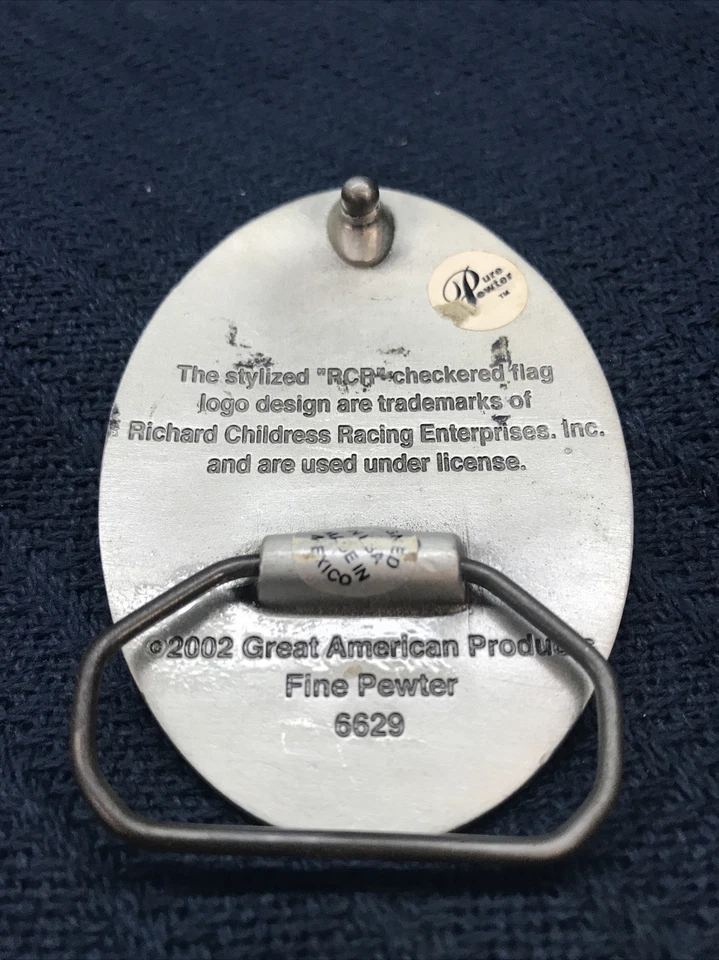 Pure
Pewter
TM
The stylized "RCR" checkered flag
logo design are trademarks of
Richard Childress Racing Enterprises. Inc.
and are used under license.
MADE IN
MEXICO
©2002 Great American Products
Fine Pewter
6629